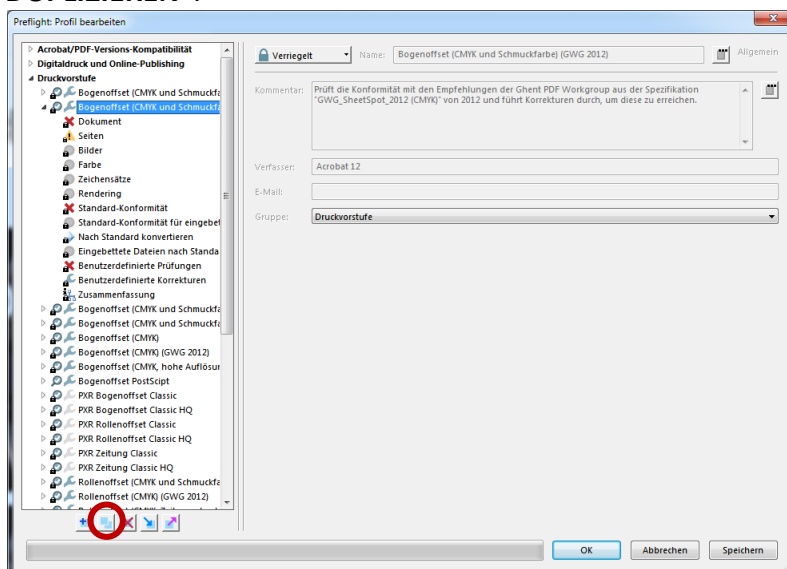 Preflight: Profil bearbeiten
Acrobat/PDF-Versions-Kompatibilität
Digitaldruck und Online-Publishing
Druckvorstufe
Bogenoffset (CMYK und Schmuckfa
Bogenoffset (CMYK und Schmuckfa
Dokument
Seiten
Bilder
Farbe
Zeichensätze
Rendering
Standard-Konformität
Standard-Konformität für eingebet
Nach Standard konvertieren
Eingebettete Dateien nach Standa
Benutzerdefinierte Prüfungen
Benutzerdefinierte Korrekturen
Zusammenfassung
Bogenoffset (CMYK und Schmuckfa
Bogenoffset (CMYK und Schmuckfa
Bogenoffset (CMYK)
Bogenoffset (CMYK) (GWG 2012)
Bogenoffset (CMYK, hohe Auflösun
Bogenoffset PostScipt
PXR Bogenoffset Classic
PXR Bogenoffset Classic HQ
PXR Rollenoffset Classic
PXR Rollenoffset Classic HQ
PXR Zeitung Classic
PXR Zeitung Classic HQ
Rollenoffset (CMYK und Schmuckfa
Rollenoffset (CMYK) (GWG 2012)
Verriegelt
Name: Bogenoffset (CMYK und Schmuckfarbe) (GWG 2012)
Allgemein
Kommentar: Prüft die Konformität mit den Empfehlungen der Ghent PDF Workgroup aus der Spezifikation
"GWG_SheetSpot_2012 (CMYK)" von 2012 und führt Korrekturen durch, um diese zu erreichen.
Verfasser: Acrobat 12
E-Mail:
Gruppe: Druckvorstufe
OK Abbrechen Speichern